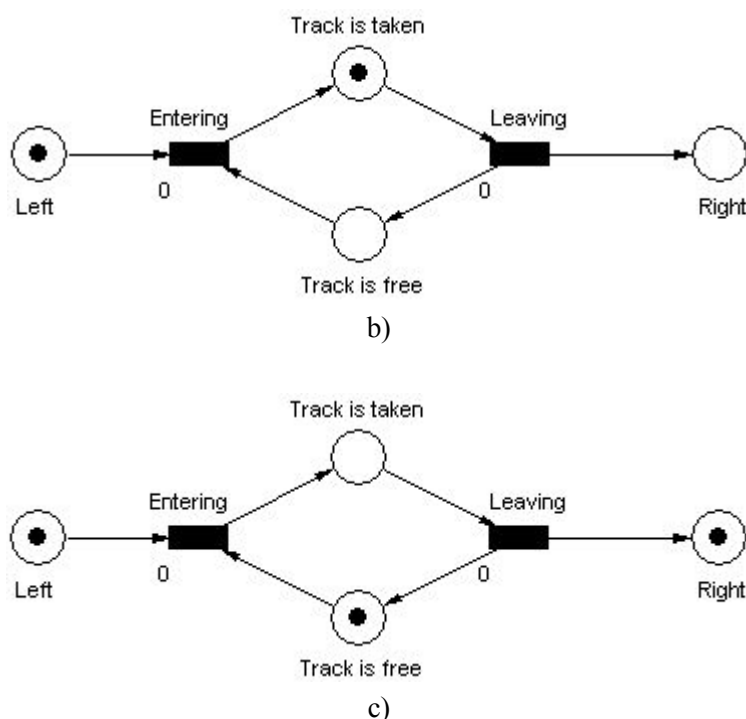 Track is taken
Entering
Leaving
0
0
Left
Right
Track is free
b)
Track is taken
Entering
Leaving
0
0
Left
Right
Track is free
c)